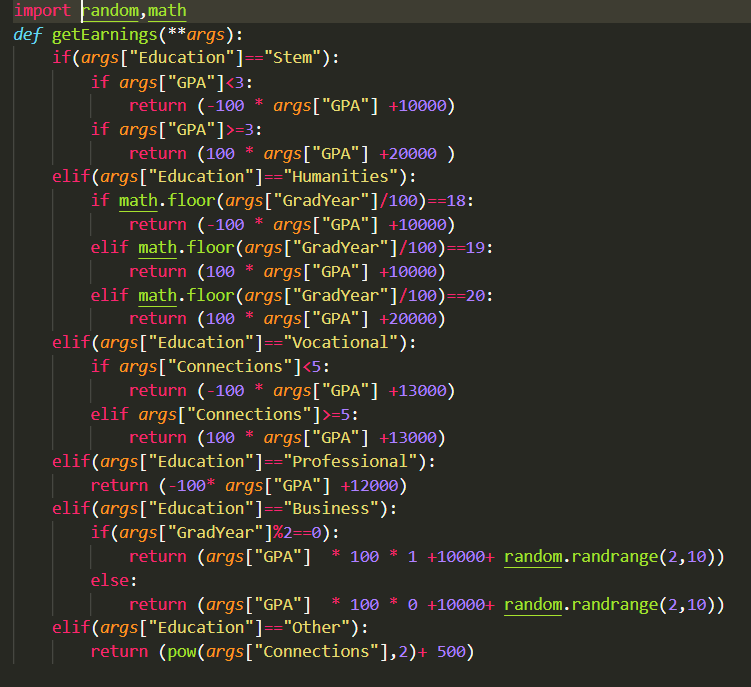 import random,math
def getEarnings(**args):
    if(args["Education"]=="Stem"):
        if args["GPA"]<3:
            return (-100 * args["GPA"] +10000)
        if args["GPA"]>=3:
            return (100 * args["GPA"] +20000 )
    elif(args["Education"]=="Humanities"):
        if math.floor(args["GradYear"]/100)==18:
            return (-100 * args["GPA"] +10000)
        elif math.floor(args["GradYear"]/100)==19:
            return (100 * args["GPA"] +10000)
        elif math.floor(args["GradYear"]/100)==20:
            return (100 * args["GPA"] +20000)
    elif(args["Education"]=="Vocational"):
        if args["Connections"]<5:
            return (-100 * args["GPA"] +13000)
        elif args["Connections"]>=5:
            return (100 * args["GPA"] +13000)
    elif(args["Education"]=="Professional"):
        return (-100* args["GPA"] +12000)
    elif(args["Education"]=="Business"):
        if(args["GradYear"]%2==0):
            return (args["GPA"]  * 100 * 1 +10000+ random.randrange(2,10))
        else:
            return (args["GPA"]  * 100 * 0 +10000+ random.randrange(2,10))
    elif(args["Education"]=="Other"):
        return (pow(args["Connections"],2)+ 500)